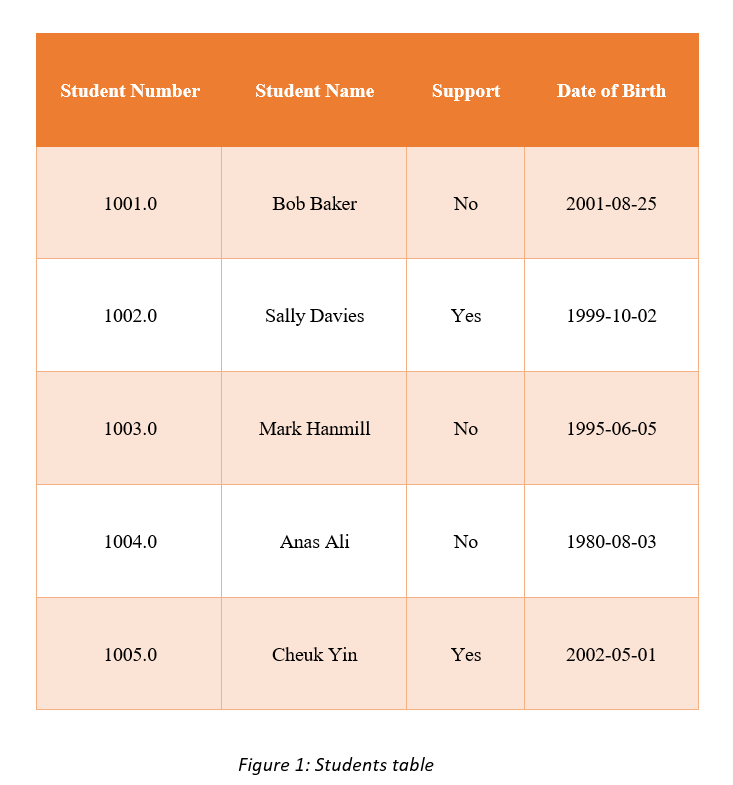 Student Number Student Name Support Date of Birth
1001.0 Bob Baker No 2001-08-25
1002.0 Sally Davies Yes 1999-10-02
1003.0 Mark Hanmill No 1995-06-05
1004.0 Anas Ali No 1980-08-03
1005.0 Cheuk Yin Yes 2002-05-01
Figure 1: Students table